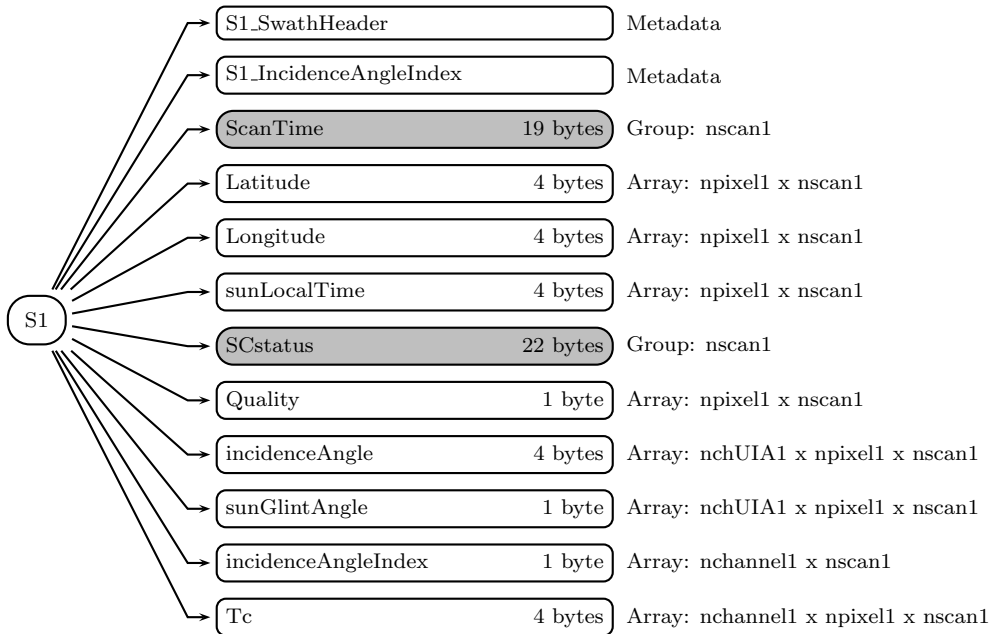 S1_SwathHeader Metadata
S1_IncidenceAngleIndex Metadata
ScanTime 19 bytes Group: nscan1
Latitude 4 bytes Array: npixel1 x nscan1
Longitude 4 bytes Array: npixel1 x nscan1
sunLocalTime 4 bytes Array: npixel1 x nscan1
S1
SCstatus 22 bytes Group: nscan1
Quality 1 byte Array: npixel1 x nscan1
incidenceAngle 4 bytes Array: nchUIA1 x npixel1 x nscan1
sunGlintAngle 1 byte Array: nchUIA1 x npixel1 x nscan1
incidenceAngleIndex 1 byte Array: nchannel1 x nscan1
Tc 4 bytes Array: nchannel1 x npixel1 x nscan1